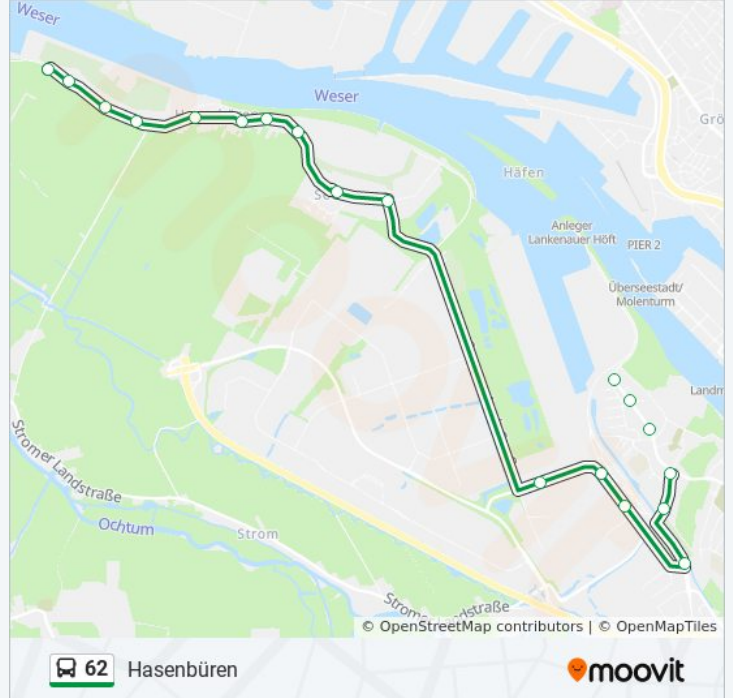 Weser
Weser
Grö
Häfen
Anleger
Lankenauer Höft
PIER 2
Überseestadt/
Molenturm
Landm
Stromer Landstraße
Ochtum
Strom
Stromer Landstraße
© OpenStreetMap contributors | © OpenMapTiles
62 Hasenbüren
moovit